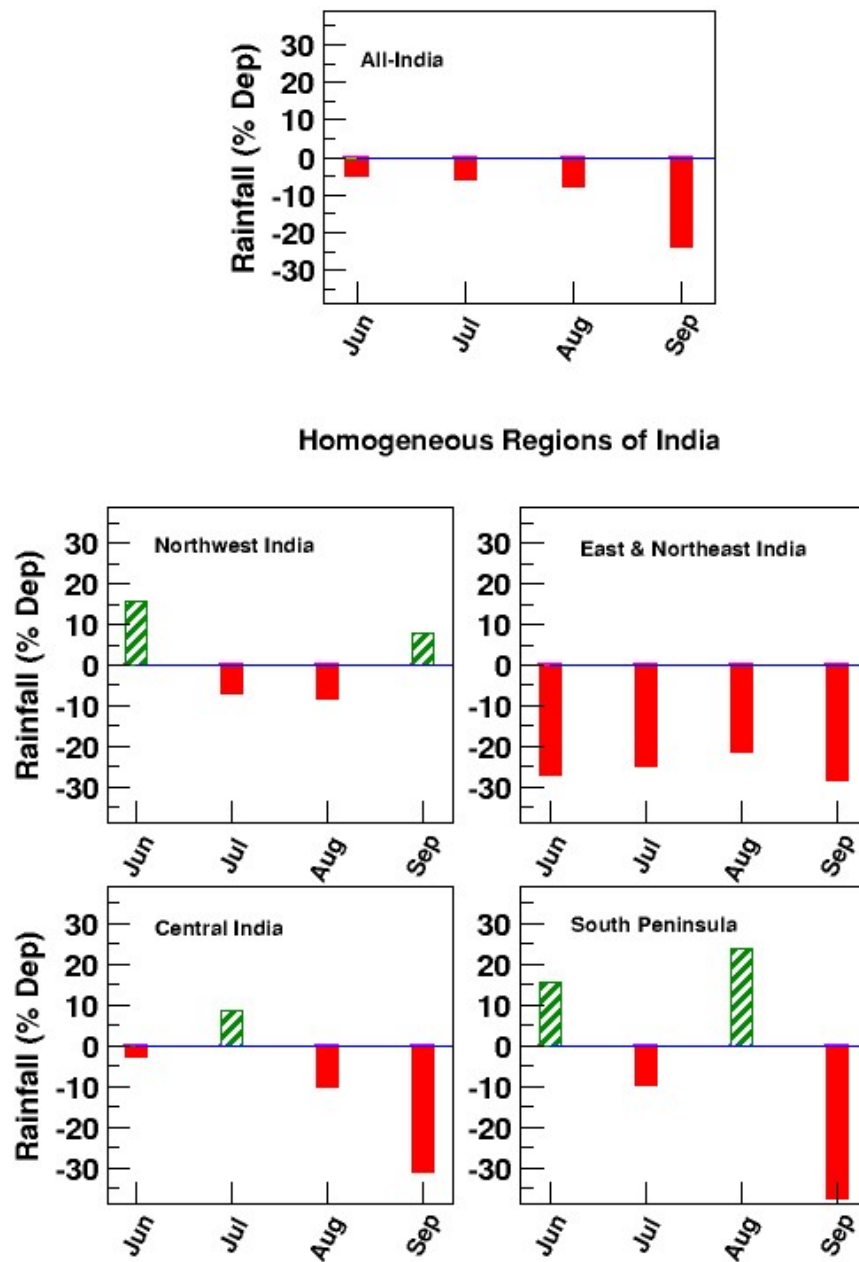 All-India
Rainfall (% Dep)
30
20
10
0
-10
-20
-30
Jun
Jul
Aug
Sep
Homogeneous Regions of India
Northwest India
Rainfall (% Dep)
30
20
10
0
-10
-20
-30
Jun
Jul
Aug
Sep
East & Northeast India
30
20
10
0
-10
-20
-30
Jun
Jul
Aug
Sep
Central India
Rainfall (% Dep)
30
20
10
0
-10
-20
-30
Jun
Jul
Aug
Sep
South Peninsula
30
20
10
0
-10
-20
-30
Jun
Jul
Aug
Sep